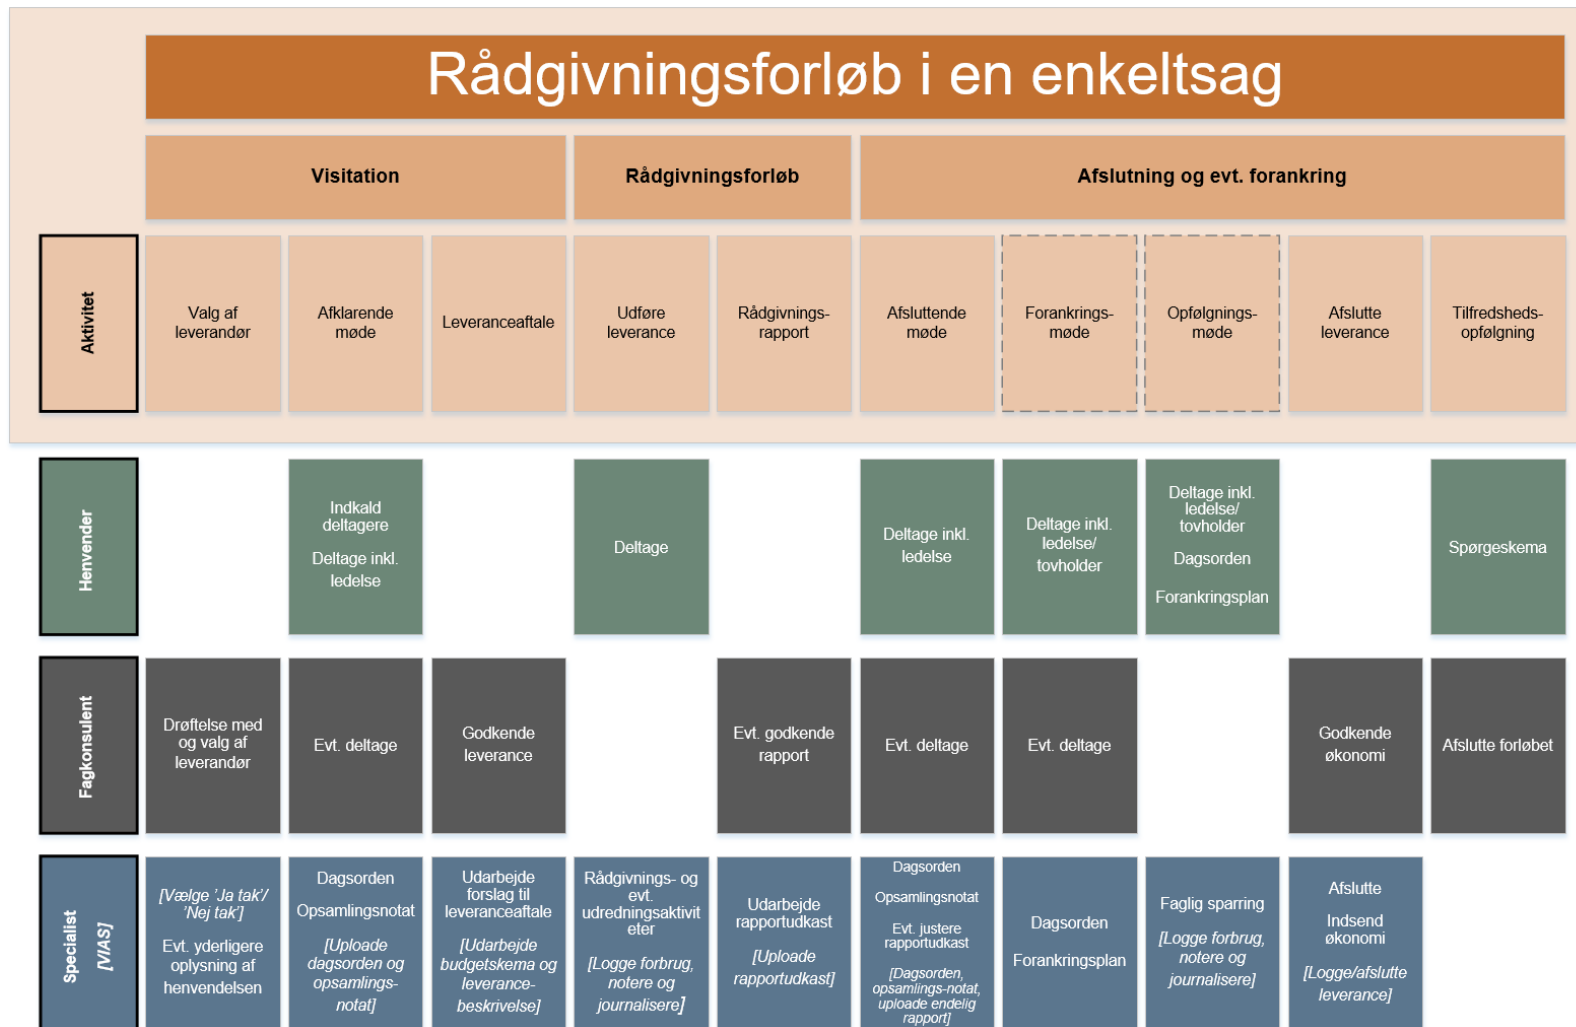 Rådgivningsforløb i en enkeltsag
Visitation
Rådgivningsforløb
Afslutning og evt. forankring
Aktivitet
Valg af
leverandør
Afklarende
møde
Leveranceaftale
Udføre
leverance
Rådgivnings-
rapport
Afsluttende
møde
Forankrings-
møde
Opfølgnings-
møde
Afslutte
leverance
Tilfredsheds-
opfølgning
Henvender
Indkald
deltagere
Deltage inkl.
ledelse
Deltage
Deltage inkl.
ledelse
Deltage inkl.
ledelse/
tovholder
Deltage inkl.
ledelse/
tovholder
Dagsorden
Forankringsplan
Spørgeskema
Fagkonsulent
Drøftelse med
og valg af
leverandør
Evt. deltage
Godkende
leverance
Evt. godkende
rapport
Evt. deltage
Evt. deltage
Godkende
økonomi
Afslutte forløbet
Specialist
[VIAS]
[Vælge 'Ja tak'/
'Nej tak']
Evt. yderligere
oplysning af
henvendelsen
Dagsorden
Opsamlingsnotat
[Uploade
dagsorden og
opsamlings-
notat]
Udarbejde
forslag til
leveranceaftale
[Udarbejde
budgetskema og
leverance-
beskrivelse]
Rådgivnings- og
evt.
udredningsaktivit
eter
[Logge forbrug,
notere og
journalisere]
Udarbejde
rapportudkast
[Uploade
rapportudkast]
Dagsorden
Opsamlingsnotat
Evt. justere
rapportudkast
[Dagsorden,
opsamlings-notat,
uploade endelig
rapport]
Dagsorden
Forankringsplan
Faglig sparring
[Logge forbrug,
notere og
journalisere]
Afslutte
Indsend
økonomi
[Logge/afslutte
leverance]